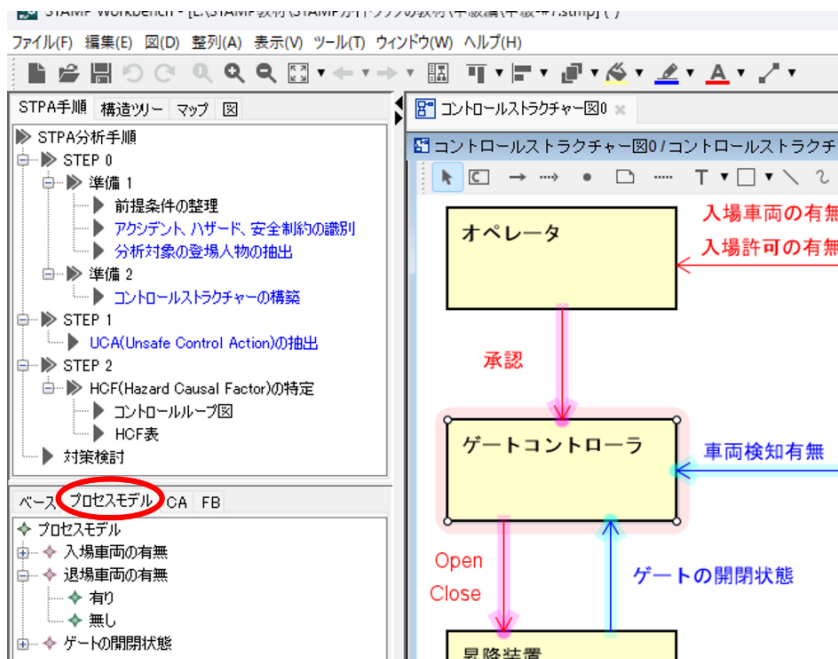 STAMP Workbench - [E:\STAMP教材\STAMPガイドブックの教材\中級編\中級-#7.stmp] (*)
ファイル(F) 編集(E) 図(D) 整列(A) 表示(V) ツール(T) ウィンドウ(W) ヘルプ(H)
STPA手順 構造ツリー マップ 図
STPA分析手順
STEP 0
準備 1
前提条件の整理
アクシデント、ハザード、安全制約の識別
分析対象の登場人物の抽出
準備 2
コントロールストラクチャーの構築
STEP 1
UCA(Unsafe Control Action)の抽出
STEP 2
HCF(Hazard Causal Factor)の特定
コントロールループ図
HCF表
対策検討
ベース プロセスモデル CA FB
プロセスモデル
入場車両の有無
退場車両の有無
有り
無し
ゲートの開閉状態
コントロールストラクチャー図0
コントロールストラクチャー図0 / コントロールストラクチ
T
オペレータ
入場車両の有無
入場許可の有無
承認
ゲートコントローラ
車両検知有無
Open
Close
ゲートの開閉状態
昇降装置